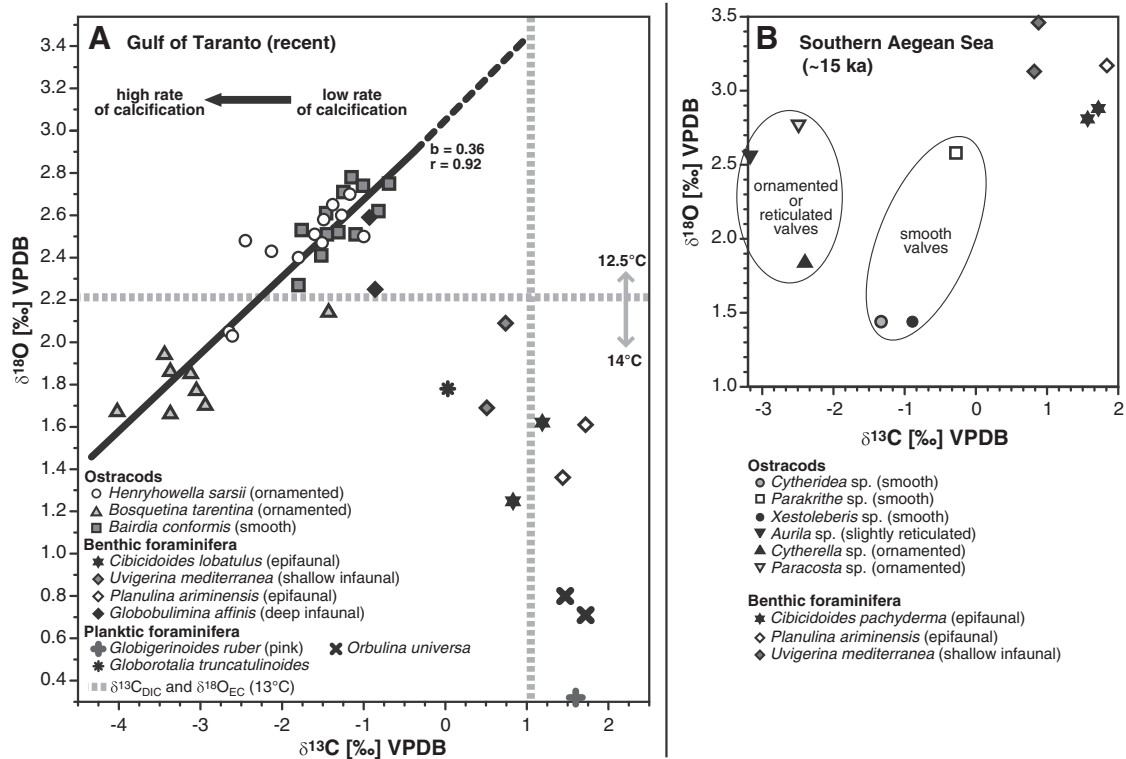 A Gulf of Taranto (recent)
high rate of calcification
low rate of calcification
b = 0.36
r = 0.92
12.5°C
14°C
3.4
3.2
3.0
2.8
2.6
2.4
2.2
2.0
1.8
1.6
1.4
1.2
1.0
0.8
0.6
0.4
δ18O [‰] VPDB
Ostracods
Henryhowella sarsii (ornamented)
Bosquetina tarentina (ornamented)
Bairdia conformis (smooth)
Benthic foraminifera
Cibicidoides lobatulus (epifaunal)
Uvigerina mediterranea (shallow infaunal)
Planulina ariminensis (epifaunal)
Globobulimina affinis (deep infaunal)
Planktic foraminifera
Globigerinoides ruber (pink) Orbulina universa
Globorotalia truncatulinoides
δ13CDIC and δ18OEC (13°C)
-4 -3 -2 -1 0 1 2
δ13C [‰] VPDB
B Southern Aegean Sea
(~15 ka)
3.5
3.0
2.5
2.0
1.5
1.0
δ18O [‰] VPDB
ornamented
or
reticulated
valves
smooth
valves
-3 -2 -1 0 1 2
δ13C [‰] VPDB
Ostracods
Cytheridea sp. (smooth)
Parakrithe sp. (smooth)
Xestoleberis sp. (smooth)
Aurila sp. (slightly reticulated)
Cytherella sp. (ornamented)
Paracosta sp. (ornamented)
Benthic foraminifera
Cibicidoides pachyderma (epifaunal)
Planulina ariminensis (epifaunal)
Uvigerina mediterranea (shallow infaunal)